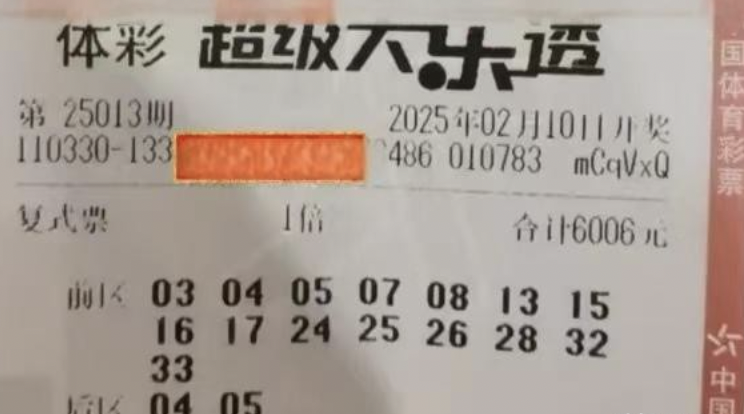 体彩 超级大乐透
第 25013期 2025年02月10日开奖
110330-133 486 010783 mCqVxQ
复式票 1倍 合计6006元
前区 03 04 05 07 08 13 15
16 17 24 25 26 28 32
33
后区 04 05
国体育彩票
中国